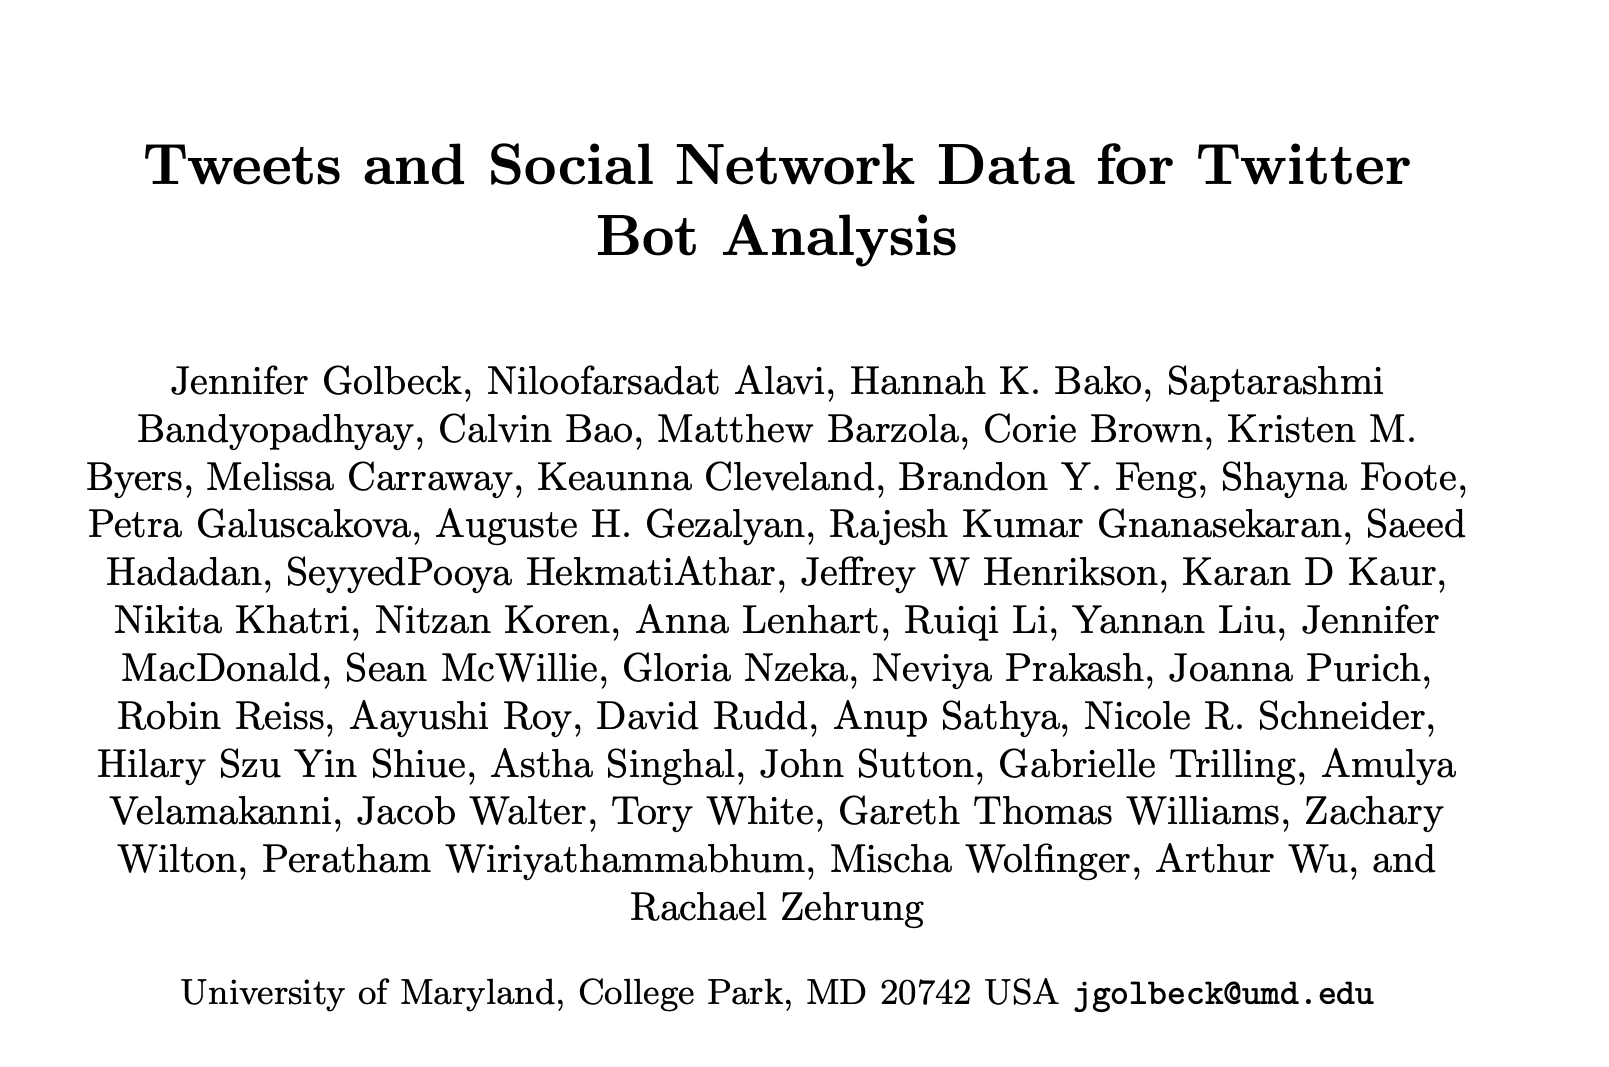 Tweets and Social Network Data for Twitter
Bot Analysis
Jennifer Golbeck, Niloofarsadat Alavi, Hannah K. Bako, Saptarashmi
Bandyopadhyay, Calvin Bao, Matthew Barzola, Corie Brown, Kristen M.
Byers, Melissa Carraway, Keaunna Cleveland, Brandon Y. Feng, Shayna Foote,
Petra Galuscakova, Auguste H. Gezalyan, Rajesh Kumar Gnanasekaran, Saeed
Hadadan, SeyyedPooya HekmatiAthar, Jeffrey W Henrikson, Karan D Kaur,
Nikita Khatri, Nitzan Koren, Anna Lenhart, Ruiqi Li, Yannan Liu, Jennifer
MacDonald, Sean McWillie, Gloria Nzeka, Neviya Prakash, Joanna Purich,
Robin Reiss, Aayushi Roy, David Rudd, Anup Sathya, Nicole R. Schneider,
Hilary Szu Yin Shiue, Astha Singhal, John Sutton, Gabrielle Trilling, Amulya
Velamakanni, Jacob Walter, Tory White, Gareth Thomas Williams, Zachary
Wilton, Peratham Wiriyathammabhum, Mischa Wolfinger, Arthur Wu, and
Rachael Zehrung
University of Maryland, College Park, MD 20742 USA jgolbeck@umd.edu